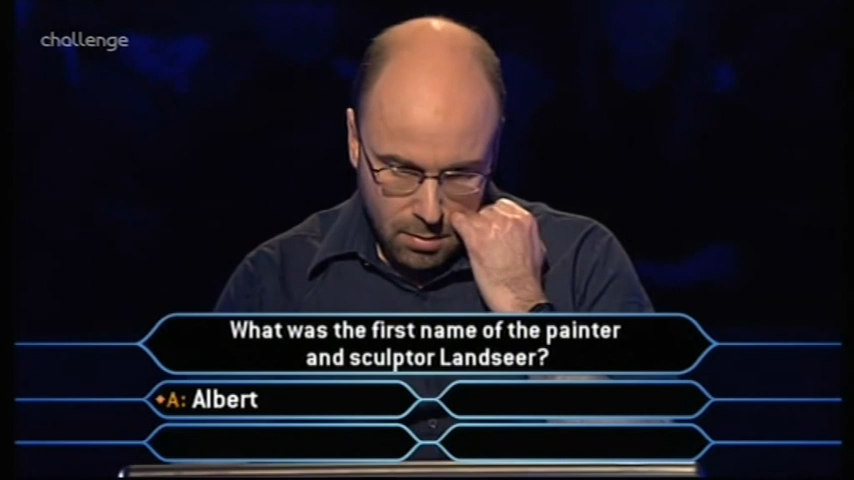 challenge
What was the first name of the painter
and sculptor Landseer?
A: Albert